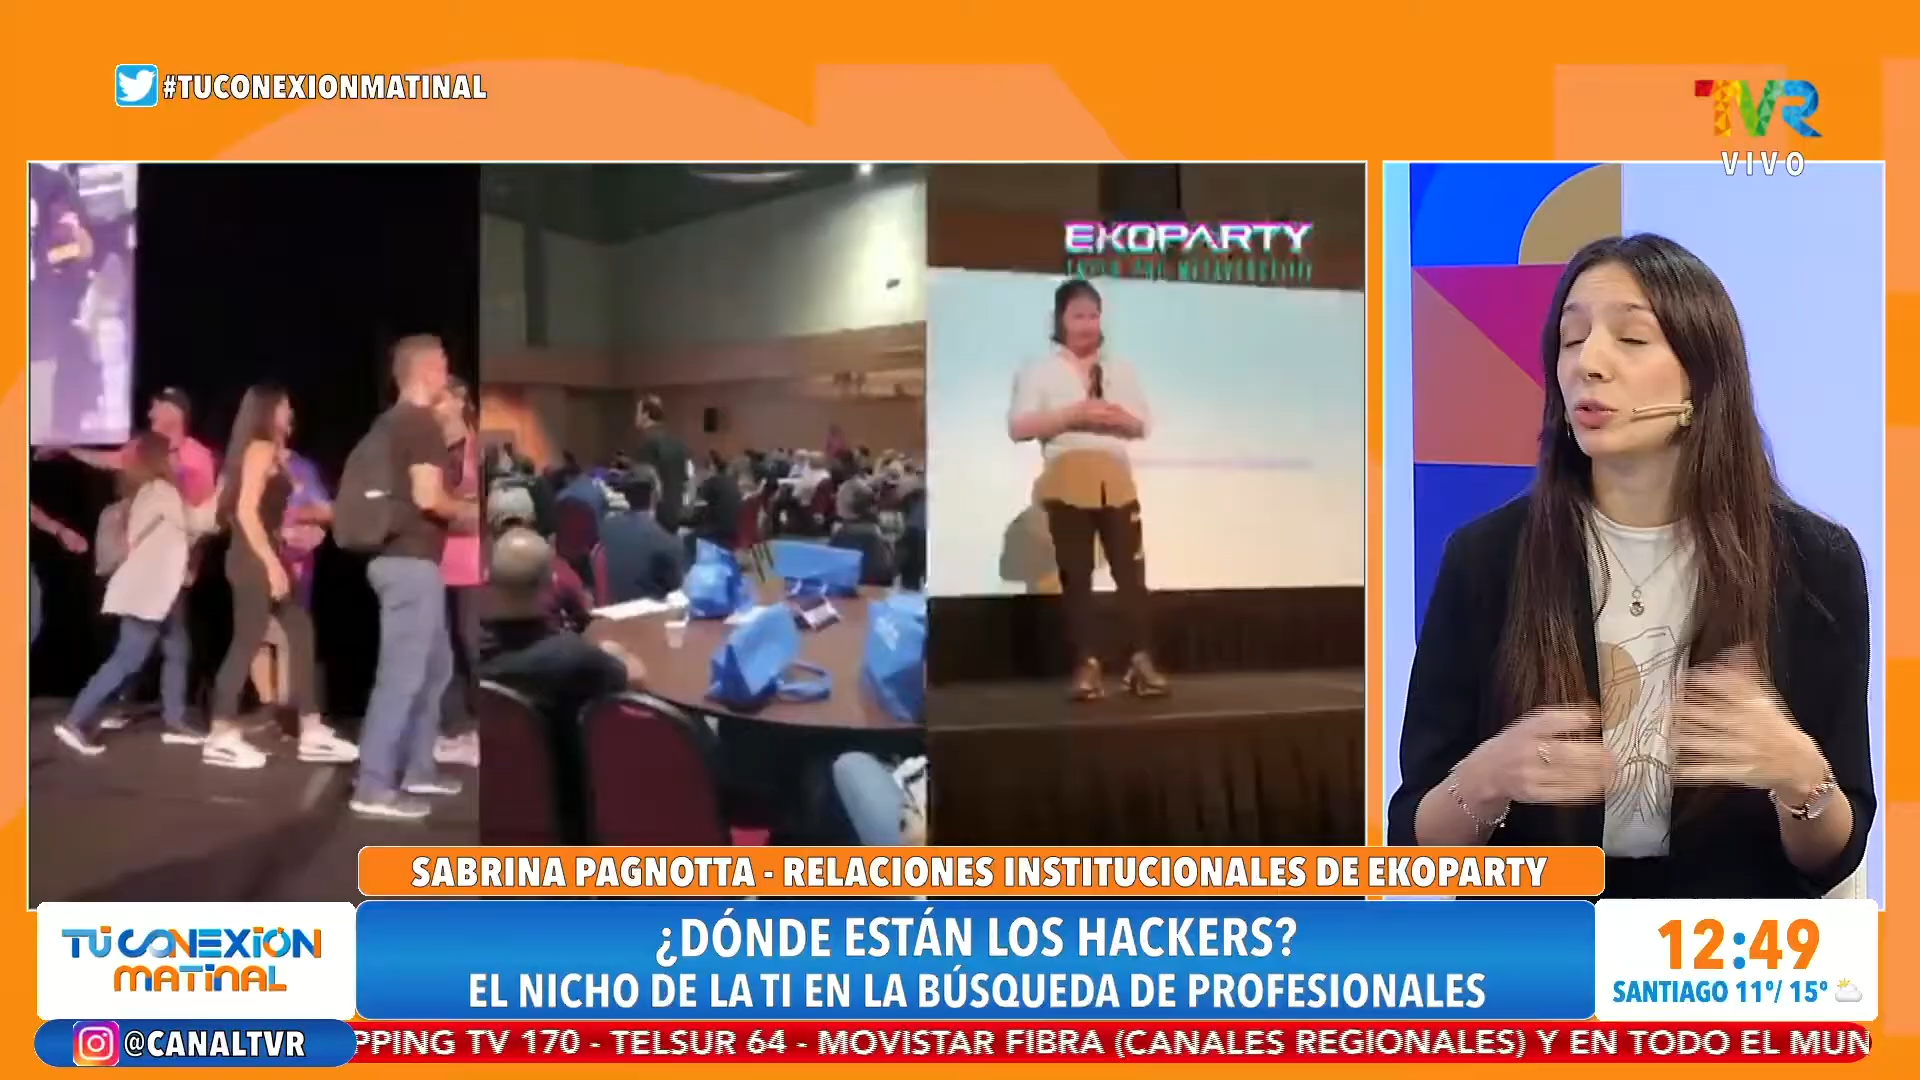 #TUCONEXIONMATINAL
TVR
VIVO
EKOPARTY
SABRINA PAGNOTTA - RELACIONES INSTITUCIONALES DE EKOPARTY
TÚ CONEXIÓN
MATINAL
¿DÓNDE ESTÁN LOS HACKERS?
EL NICHO DE LA TI EN LA BÚSQUEDA DE PROFESIONALES
12:49
SANTIAGO 11°/ 15°
@CANALTVR
PPING TV 170 - TELSUR 64 - MOVISTAR FIBRA (CANALES REGIONALES) Y EN TODO EL MUN